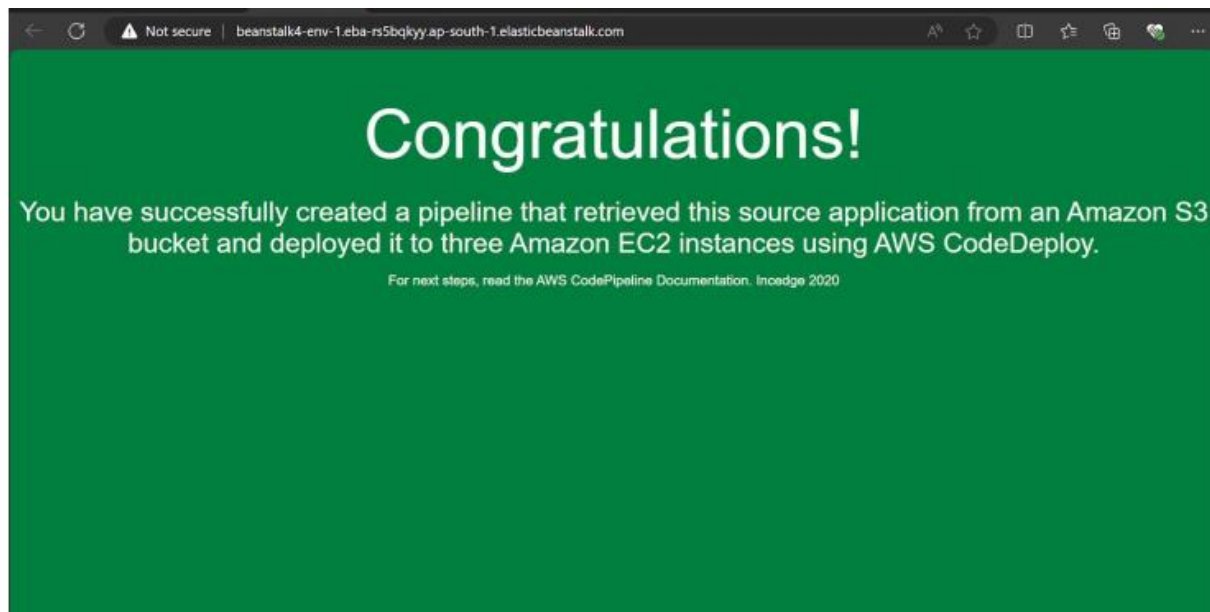 Not secure | beanstalk4-env-1.eba-rs5bqkyy.ap-south-1.elasticbeanstalk.com
Congratulations!
You have successfully created a pipeline that retrieved this source application from an Amazon S3
bucket and deployed it to three Amazon EC2 instances using AWS CodeDeploy.
For next steps, read the AWS CodePipeline Documentation. Incedge 2020